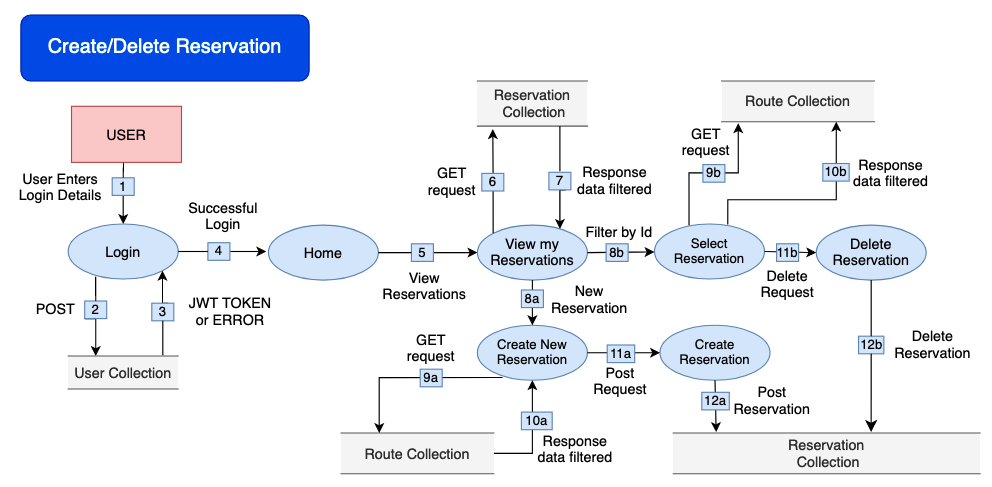 Create/Delete Reservation
USER
User Enters
Login Details
1
Login
POST
2
3
JWT TOKEN
or ERROR
User Collection
Successful
Login
4
Home
5
View
Reservations
Reservation
Collection
GET
request
6
7
Response
data filtered
View my
Reservations
Filter by Id
8b
Select
Reservation
GET
request
9b
Route Collection
10b
Response
data filtered
11b
Delete
Request
Delete
Reservation
12b
Delete
Reservation
8a
New
Reservation
Create New
Reservation
GET
request
9a
Route Collection
10a
Response
data filtered
11a
Post
Request
Create
Reservation
12a
Post
Reservation
Reservation
Collection